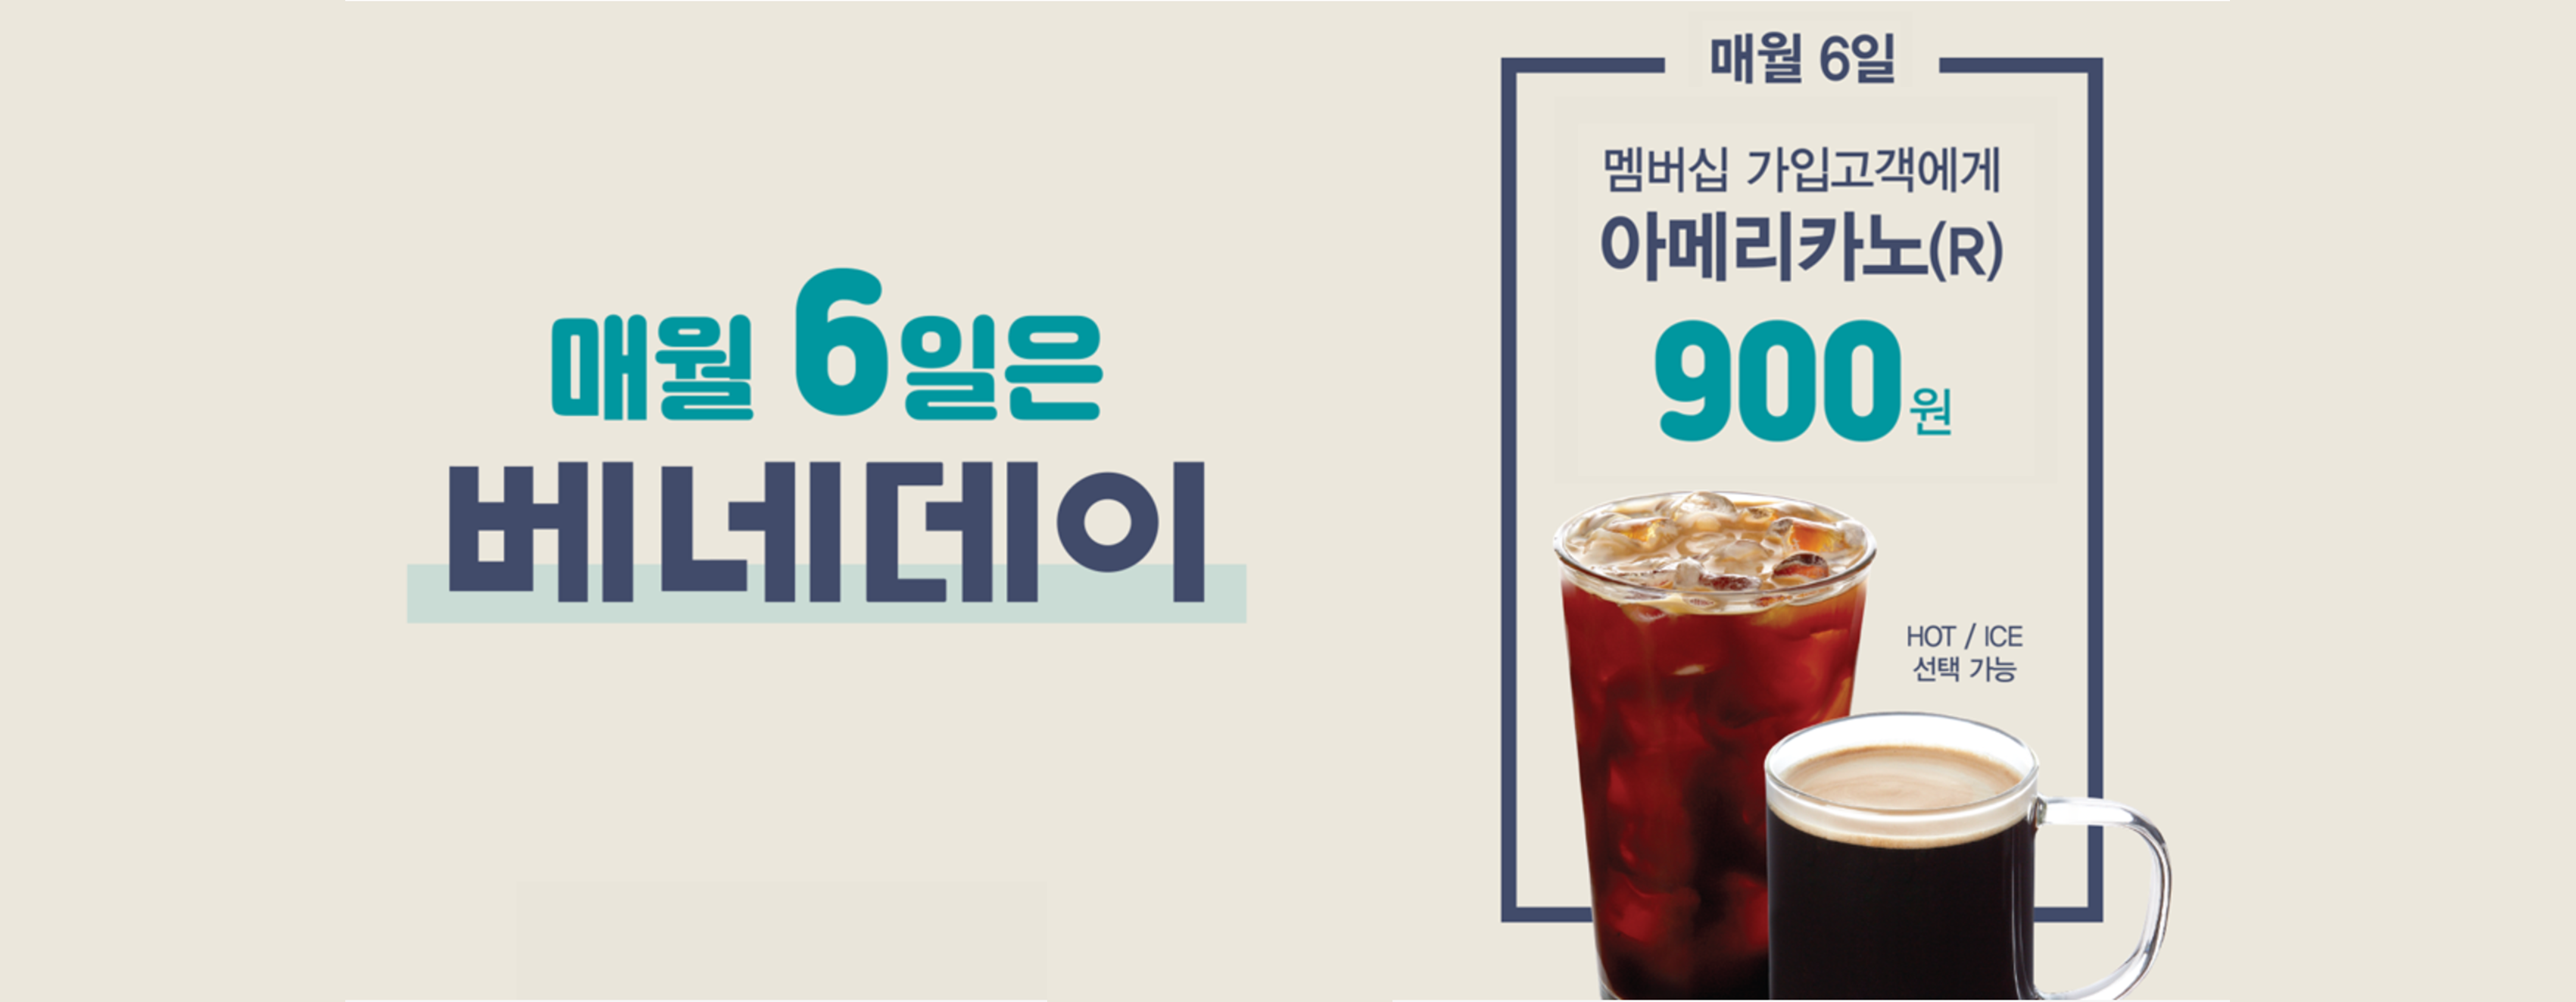 매월 6일은
베네데이
매월 6일
멤버십 가입고객에게
아메리카노(R)
900원
HOT / ICE
선택 가능